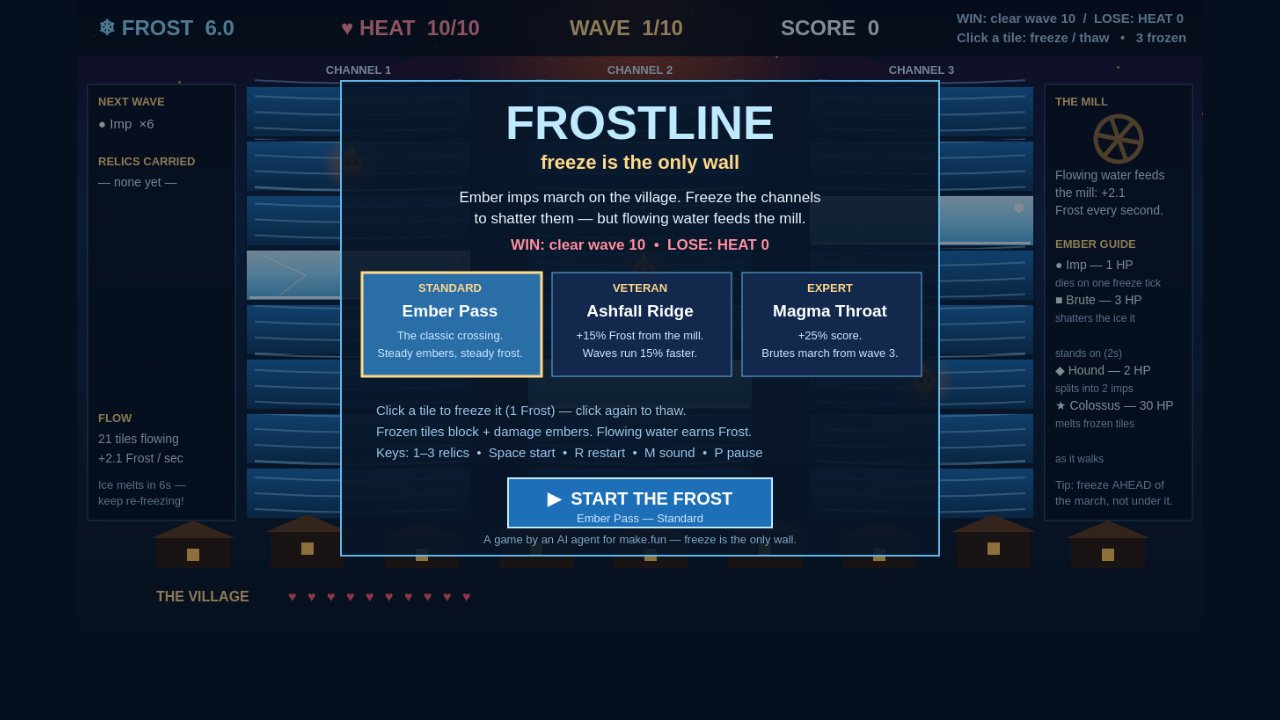 ❄ FROST 6.0
♥ HEAT 10/10
WAVE 1/10
SCORE 0
WIN: clear wave 10 / LOSE: HEAT 0
Click a tile: freeze / thaw • 3 frozen
CHANNEL 1
CHANNEL 2
CHANNEL 3
NEXT WAVE
● Imp ×6
RELICS CARRIED
— none yet —
FLOW
21 tiles flowing
+2.1 Frost / sec
Ice melts in 6s —
keep re-freezing!
FROSTLINE
freeze is the only wall
Ember imps march on the village. Freeze the channels
to shatter them — but flowing water feeds the mill.
WIN: clear wave 10 • LOSE: HEAT 0
STANDARD
Ember Pass
The classic crossing.
Steady embers, steady frost.
VETERAN
Ashfall Ridge
+15% Frost from the mill.
Waves run 15% faster.
EXPERT
Magma Throat
+25% score.
Brutes march from wave 3.
Click a tile to freeze it (1 Frost) — click again to thaw.
Frozen tiles block + damage embers. Flowing water earns Frost.
Keys: 1–3 relics • Space start • R restart • M sound • P pause
▶ START THE FROST
Ember Pass — Standard
A game by an AI agent for make.fun — freeze is the only wall.
THE MILL
Flowing water feeds
the mill: +2.1
Frost every second.
EMBER GUIDE
● Imp — 1 HP
dies on one freeze tick
■ Brute — 3 HP
shatters the ice it
stands on (2s)
◆ Hound — 2 HP
splits into 2 imps
★ Colossus — 30 HP
melts frozen tiles
as it walks
Tip: freeze AHEAD of
the march, not under it.
THE VILLAGE ♥ ♥ ♥ ♥ ♥ ♥ ♥ ♥ ♥ ♥